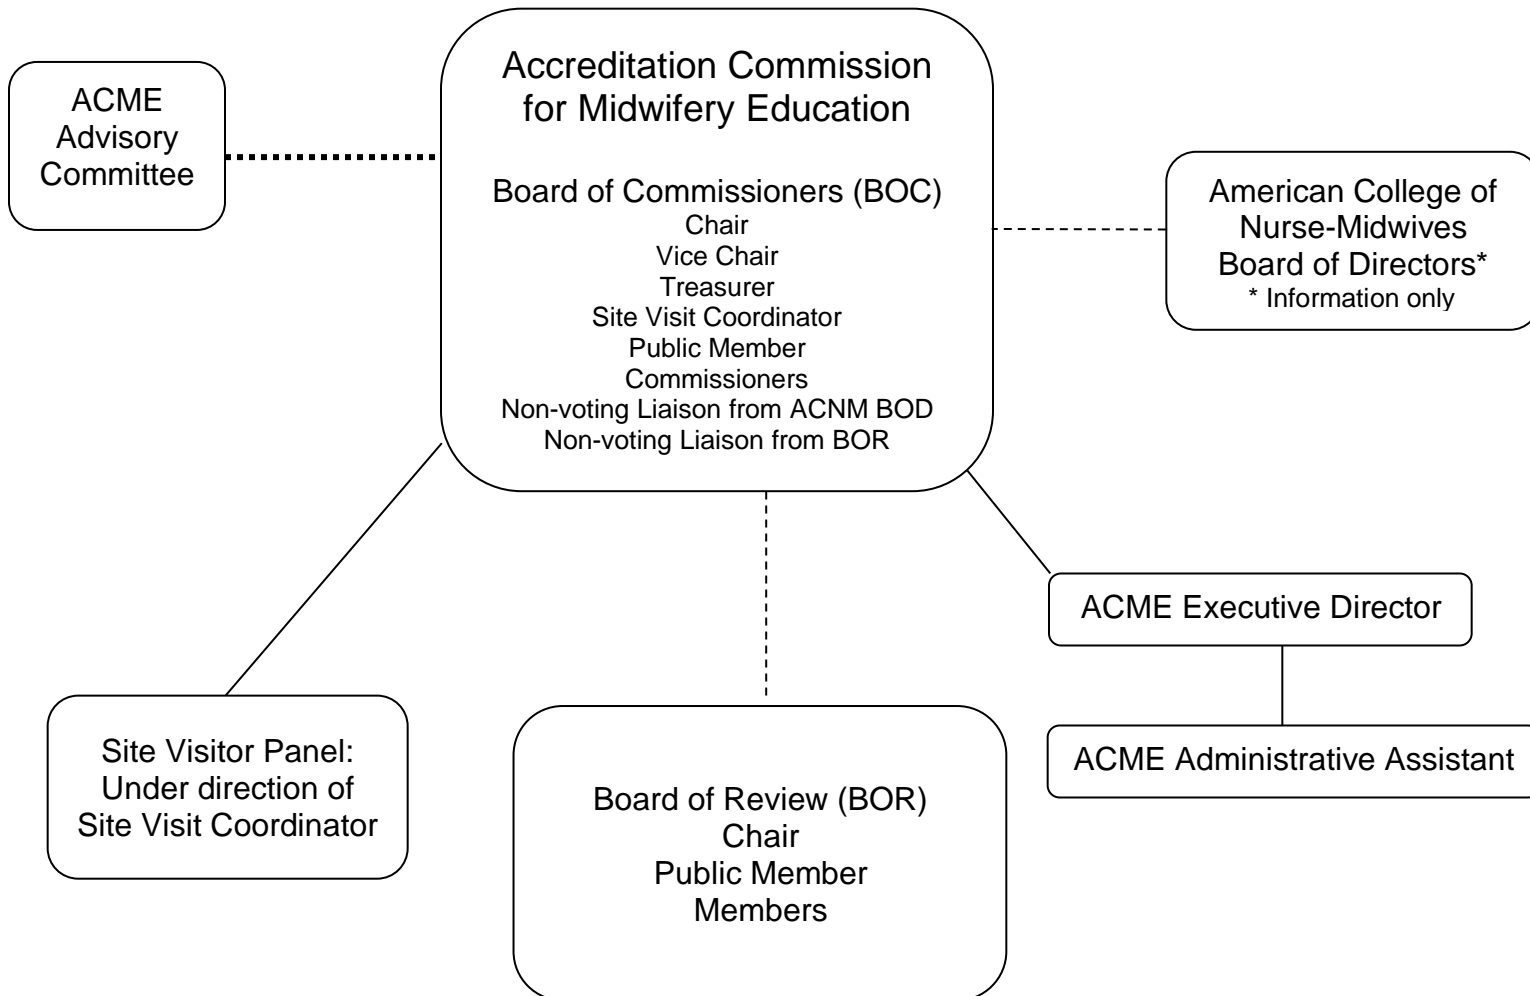 ACME
Advisory
Committee
Accreditation Commission
for Midwifery Education
Board of Commissioners (BOC)
Chair
Vice Chair
Treasurer
Site Visit Coordinator
Public Member
Commissioners
Non-voting Liaison from ACNM BOD
Non-voting Liaison from BOR
American College of
Nurse-Midwives
Board of Directors*
* Information only
ACME Executive Director
ACME Administrative Assistant
Site Visitor Panel:
Under direction of
Site Visit Coordinator
Board of Review (BOR)
Chair
Public Member
Members